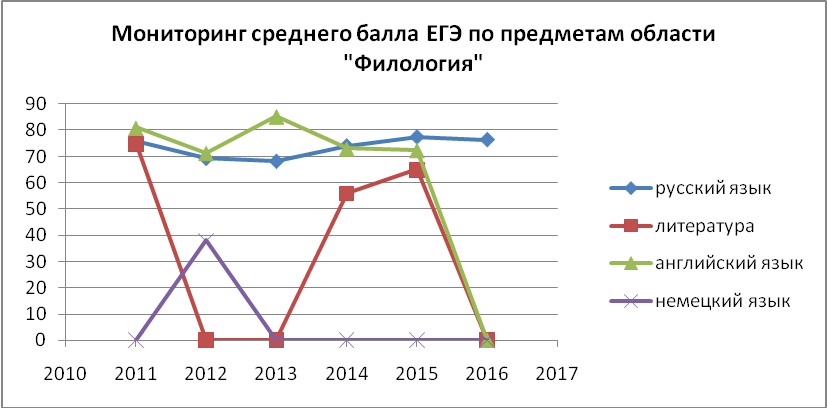 Мониторинг среднего балла ЕГЭ по предметам области
"Филология"
90
80
70
60
50
40
30
20
10
0
2010 2011 2012 2013 2014 2015 2016 2017
русский язык
литература
английский язык
немецкий язык